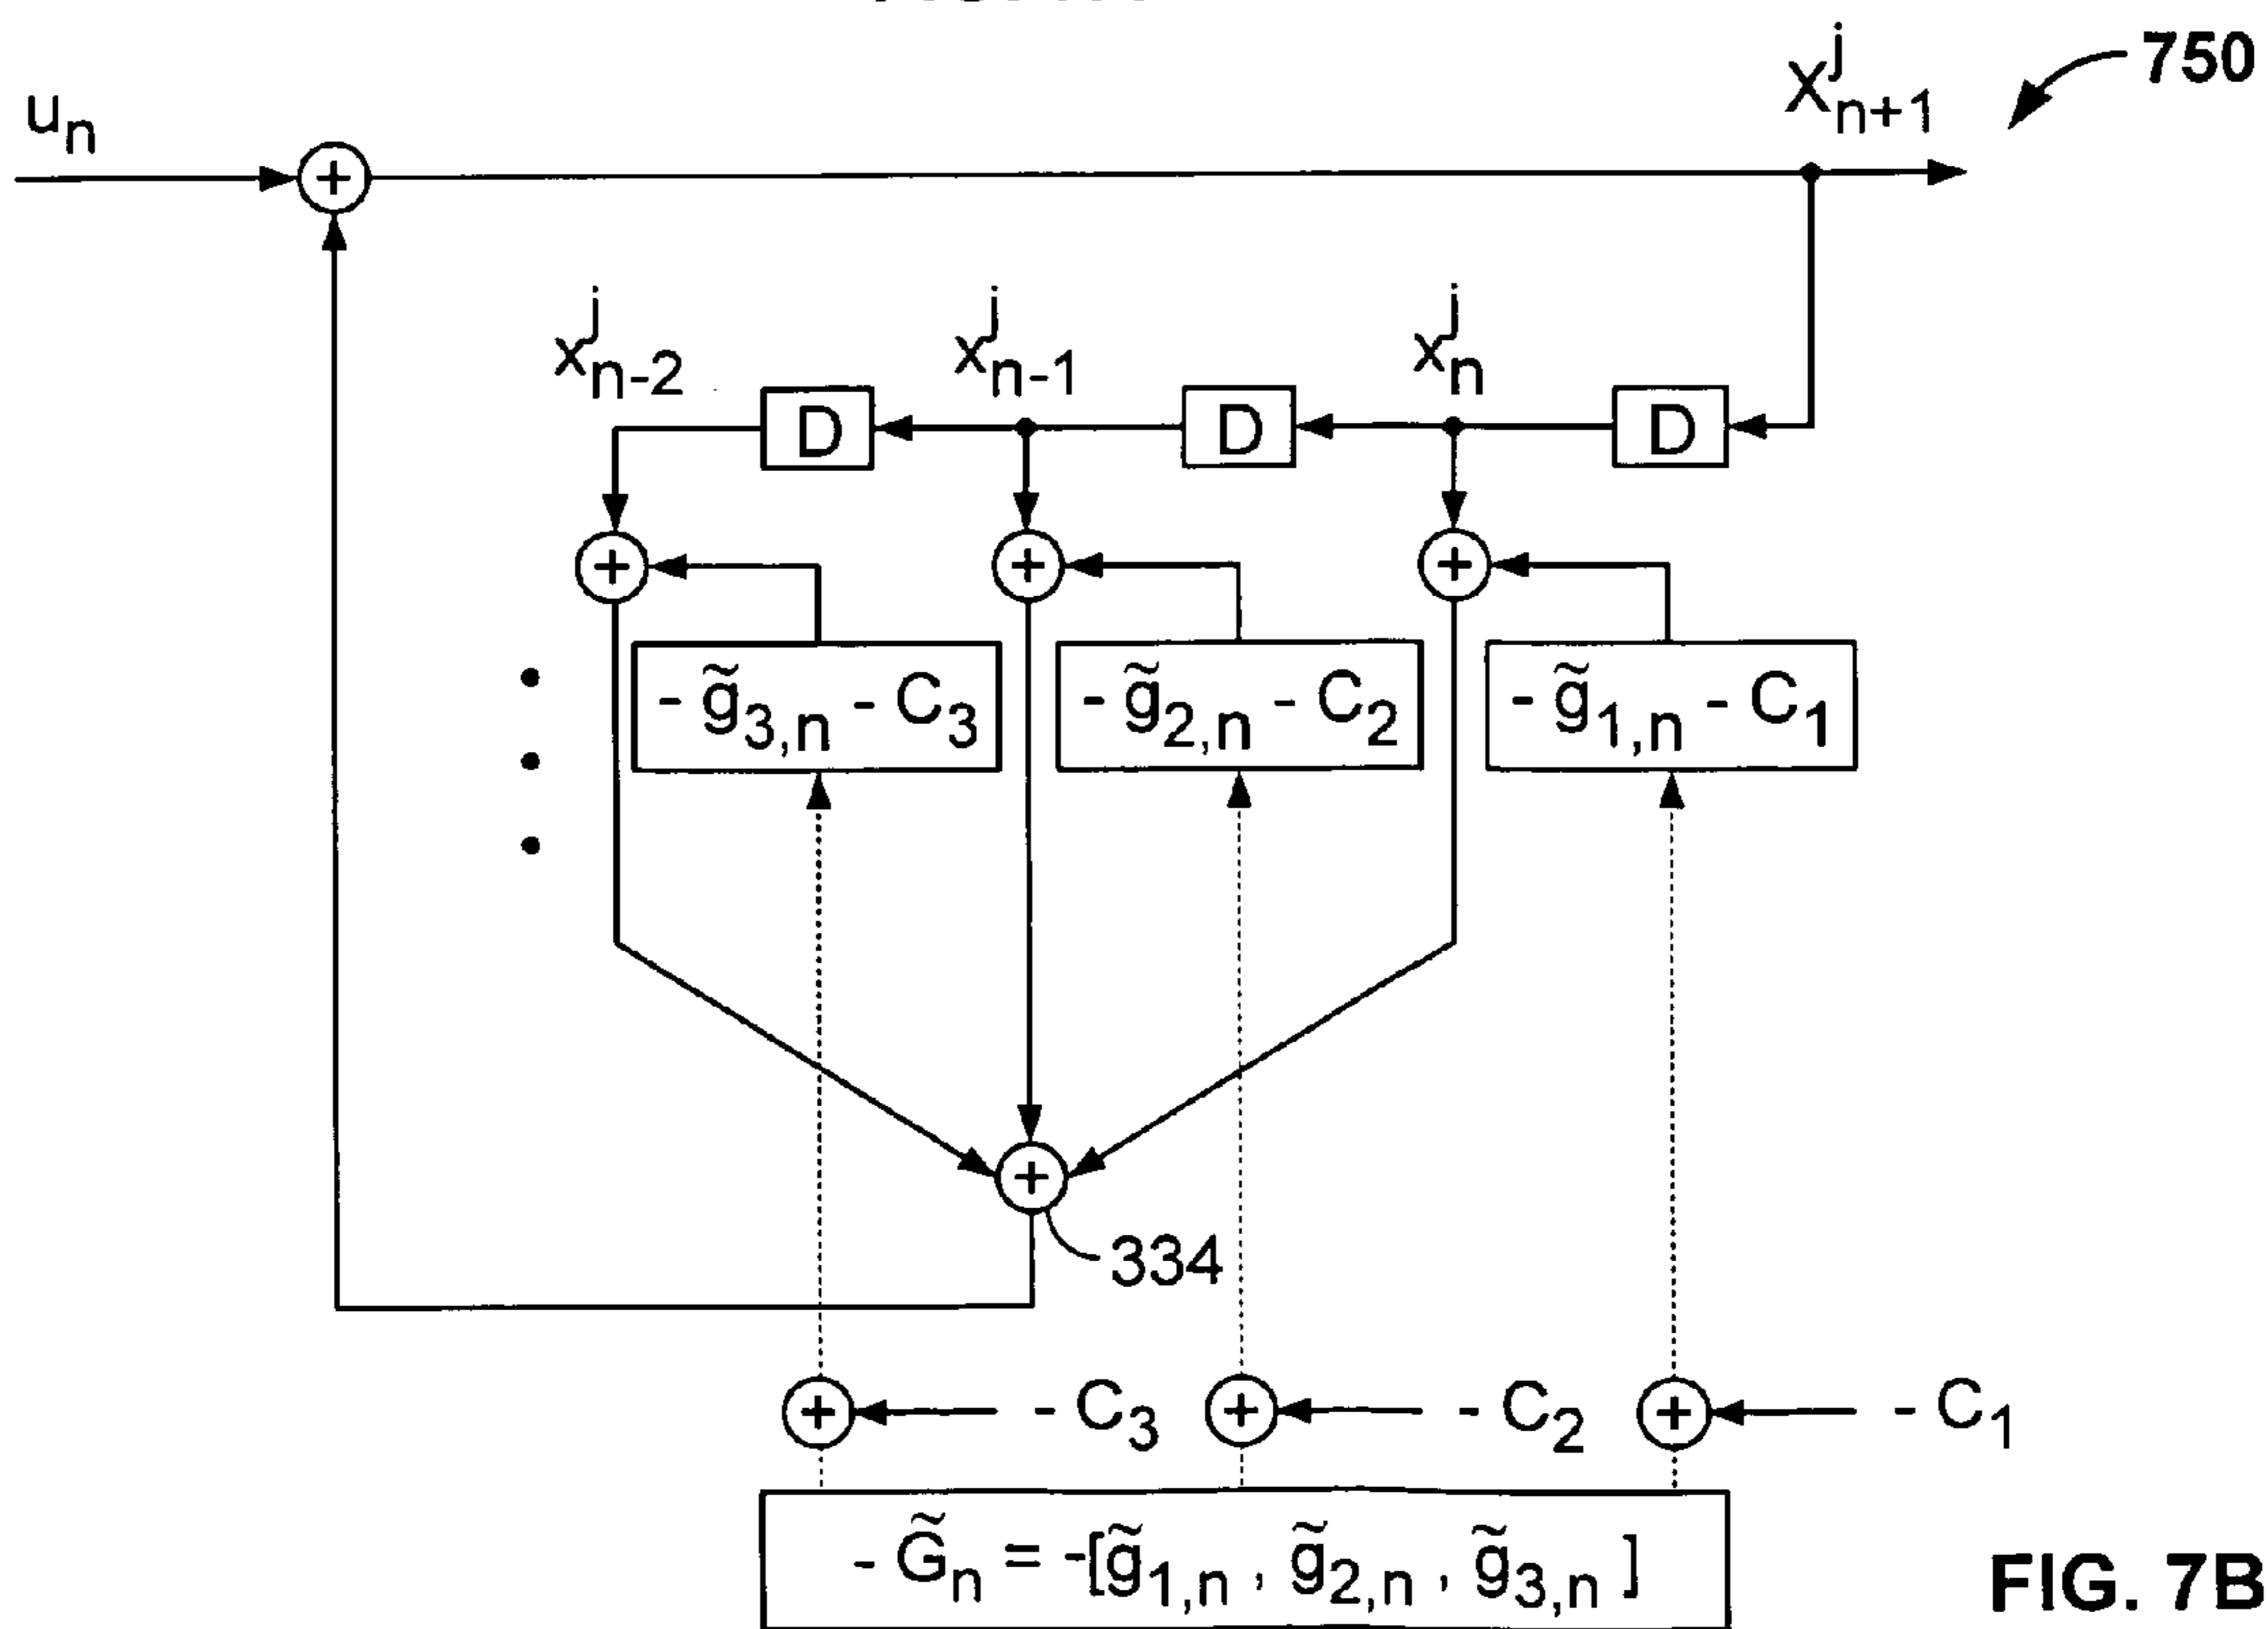 750
u_n
x^j_{n+1}
x^j_{n-2}
x^j_{n-1}
x^j_n
D
D
D
+
+
+
+
- g̃_{3,n} - C_3
- g̃_{2,n} - C_2
- g̃_{1,n} - C_1
+
334
+
- C_3
+
- C_2
+
- C_1
- G̃_n = -[g̃_{1,n} , g̃_{2,n} , g̃_{3,n} ]
FIG. 7B